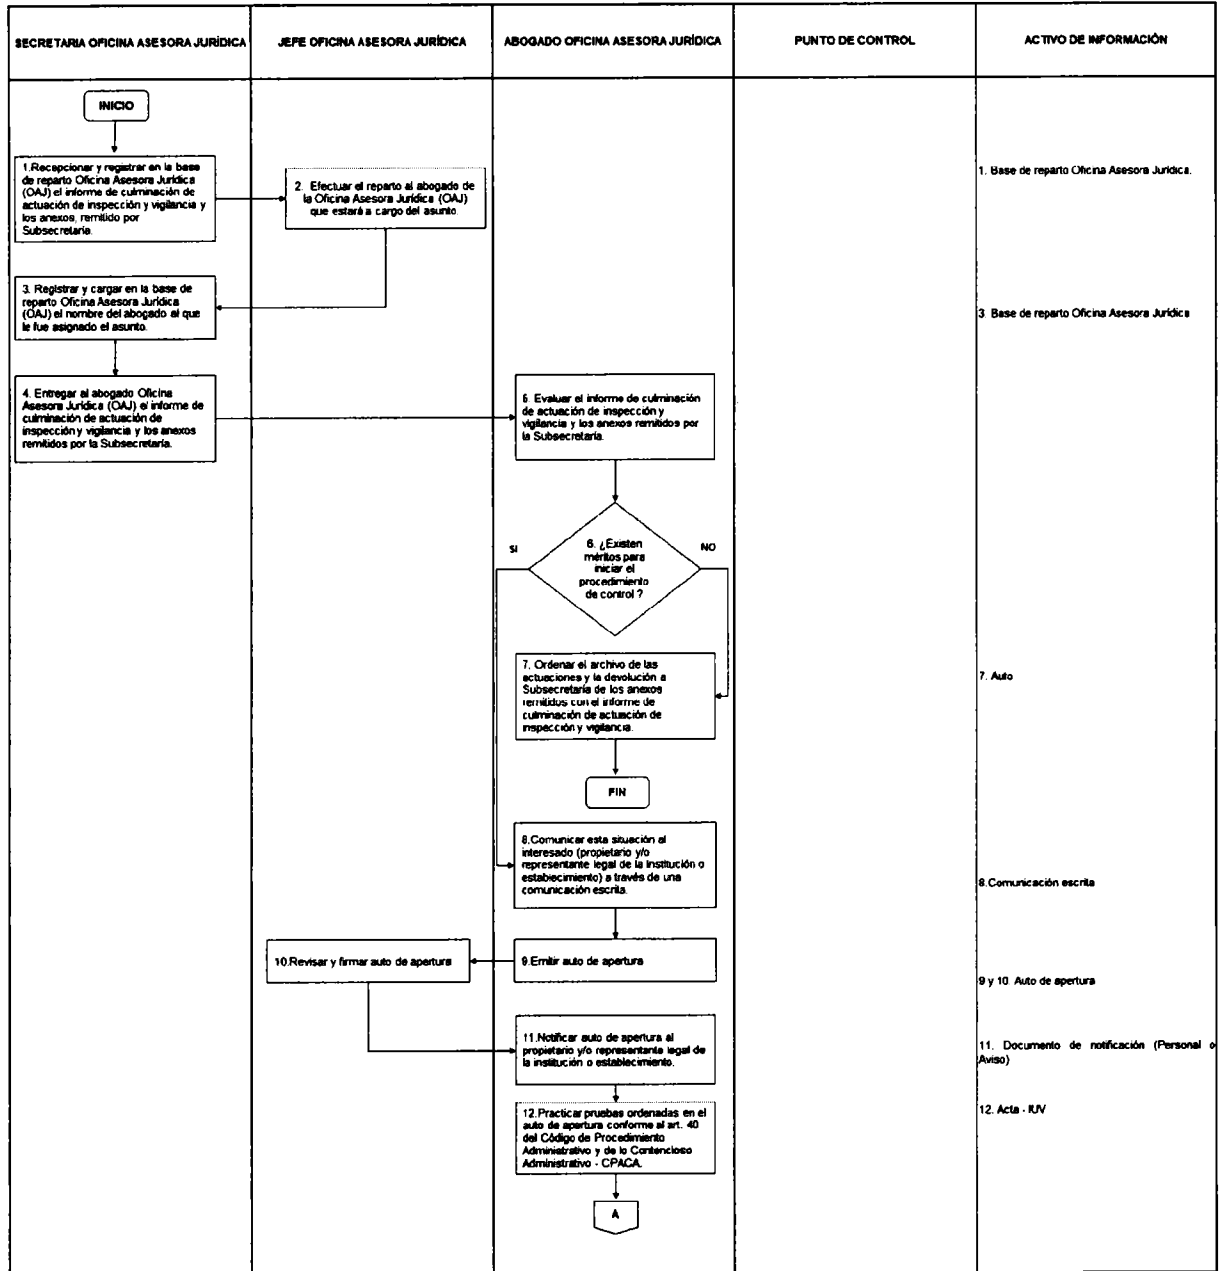 SECRETARIA OFICINA ASESORA JURÍDICA
JEFE OFICINA ASESORA JURÍDICA
ABOGADO OFICINA ASESORA JURÍDICA
PUNTO DE CONTROL
ACTIVO DE INFORMACIÓN
INICIO
1.Recepcionar y registrar en la base
de reparto Oficina Asesora Jurídica
(OAJ) el informe de culminación de
actuación de inspección y vigilancia y
los anexos, remitido por
Subsecretaría.
2. Efectuar el reparto al abogado de
la Oficina Asesora Jurídica (OAJ)
que estará a cargo del asunto.
1. Base de reparto Oficina Asesora Jurídica.
3. Registrar y cargar en la base de
reparto Oficina Asesora Jurídica
(OAJ) el nombre del abogado al que
le fue asignado el asunto.
3. Base de reparto Oficina Asesora Jurídica
4. Entregar al abogado Oficina
Asesora Jurídica (OAJ) el informe de
culminación de actuación de
inspección y vigilancia y los anexos
remitidos por la Subsecretaría.
5. Evaluar el informe de culminación
de actuación de inspección y
vigilancia y los anexos remitidos por
la Subsecretaría.
SI
6. ¿Existen
méritos para
iniciar el
procedimiento
de control ?
NO
7. Ordenar el archivo de las
actuaciones y la devolución a
Subsecretaría de los anexos
remitidos con el informe de
culminación de actuación de
inspección y vigilancia.
7. Auto
FIN
8.Comunicar esta situación al
interesado (propietario y/o
representante legal de la Institución o
establecimiento) a través de una
comunicación escrita.
8.Comunicación escrita
10.Revisar y firmar auto de apertura
9.Emitir auto de apertura
9 y 10. Auto de apertura
11.Notificar auto de apertura al
propietario y/o representante legal de
la institución o establecimiento.
11. Documento de notificación (Personal o
Aviso)
12.Practicar pruebas ordenadas en el
auto de apertura conforme al art. 40
del Código de Procedimiento
Administrativo y de lo Contencioso
Administrativo - CPACA.
12. Acta - IUV
A